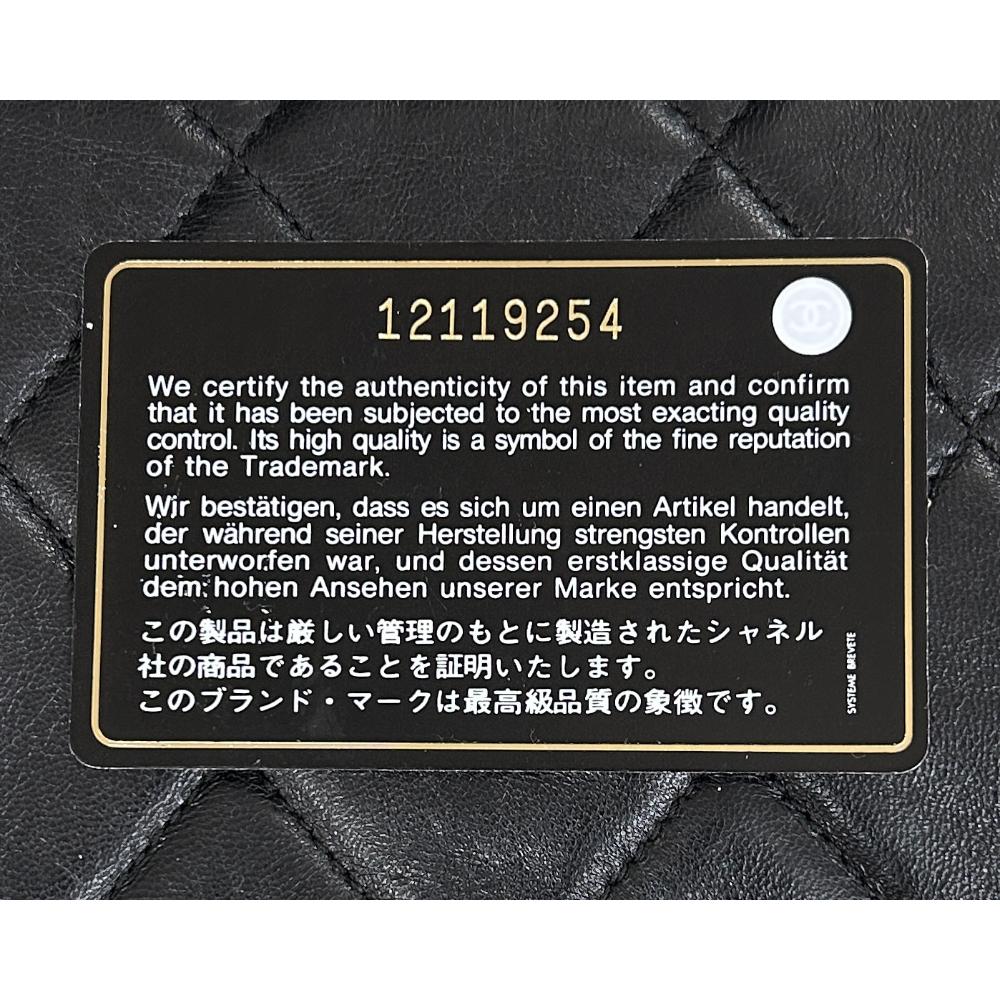 12119254
We certify the authenticity of this item and confirm
that it has been subjected to the most exacting quality
control. Its high quality is a symbol of the fine reputation
of the Trademark.
Wir bestätigen, dass es sich um einen Artikel handelt,
der während seiner Herstellung strengsten Kontrollen
unterworfen war, und dessen erstklassige Qualität
dem hohen Ansehen unserer Marke entspricht.
この製品は厳しい管理のもとに製造されたシャネル
社の商品であることを証明いたします。
このブランド・マークは最高級品質の象徴です。
SYSTEME BREVETE